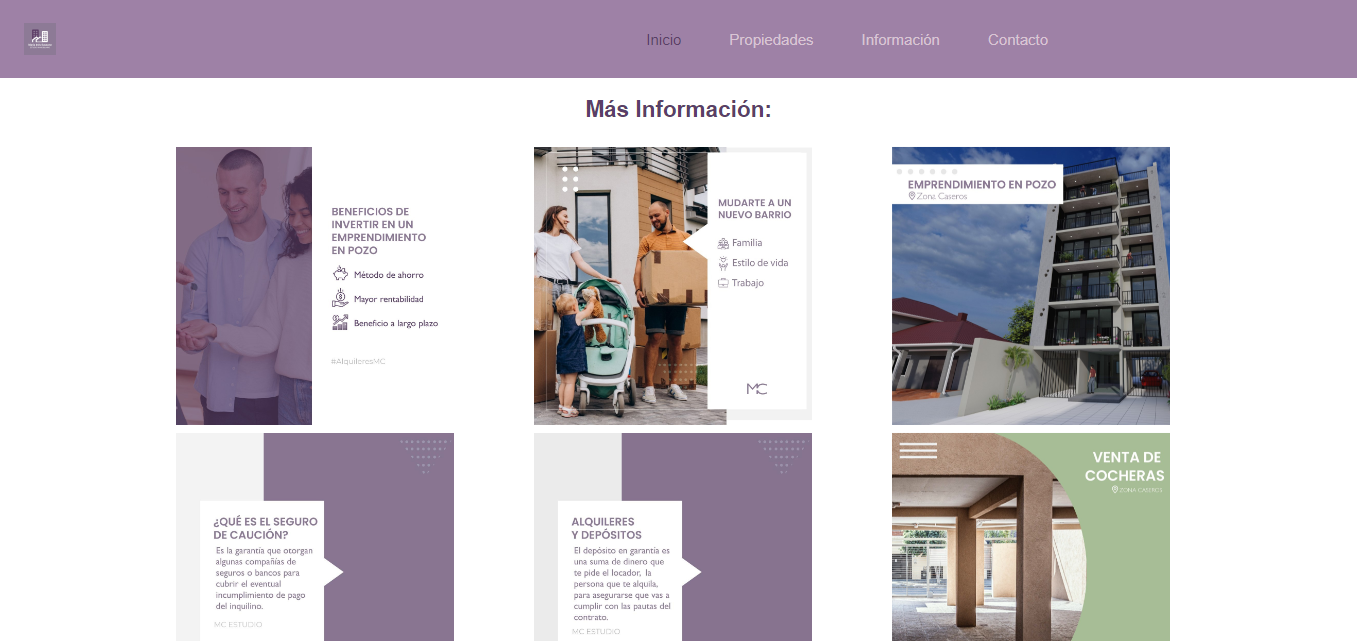 Inicio
Propiedades
Información
Contacto
Más Información:
BENEFICIOS DE
INVERTIR EN UN
EMPRENDIMIENTO
EN POZO
Método de ahorro
Mayor rentabilidad
Beneficio a largo plazo
#AlquileresMC
MUDARTE A UN
NUEVO BARRIO
Familia
Estilo de vida
Trabajo
MC
EMPRENDIMIENTO EN POZO
Zona Caseros
¿QUÉ ES EL SEGURO
DE CAUCIÓN?
Es la garantía que otorgan
algunas compañías de
seguros o bancos para
cubrir el eventual
incumplimiento de pago
del inquilino.
MC ESTUDIO
ALQUILERES
Y DEPÓSITOS
El depósito en garantía es
una suma de dinero que
te pide el locador, la
persona que te alquila,
para asegurarse que vas a
cumplir con las pautas del
contrato.
MC ESTUDIO
VENTA DE
COCHERAS
ZONA CASEROS